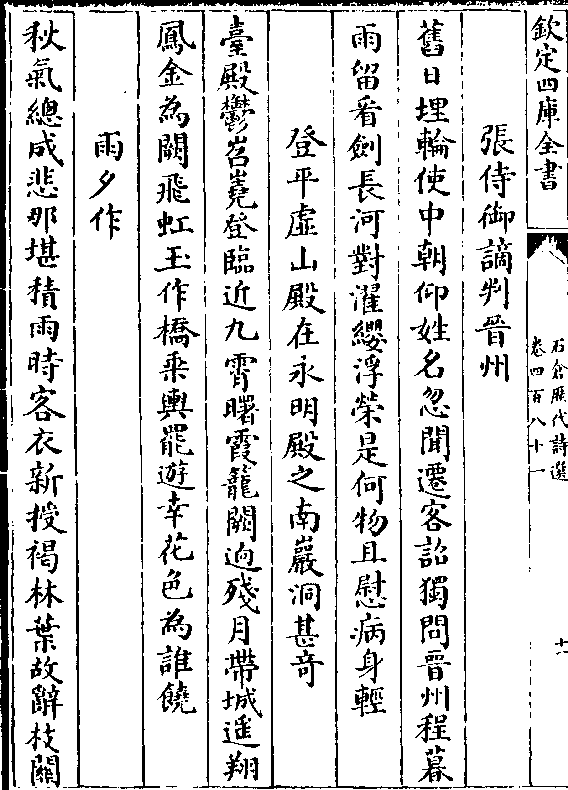 欽定四庫全書
石倉歷代詩選
卷四百八十一
十一
張侍御謫判晉州
舊日埋輪使中朝仰姓名忽聞遷客詔獨問晉州程暮
雨留看劍長河對濯纓浮榮是何物且慰病身輕
登平虛山殿在永明殿之南巖洞甚奇
臺殿鬱岧嶤登臨近九霄曙霞籠闕逈殘月帶城遥翔
鳳金為闕飛虹玉作橋乗輿罷遊幸花色為誰饒
雨夕作
秋氣總成悲那堪積雨時客衣新授褐林葉故辭枝關